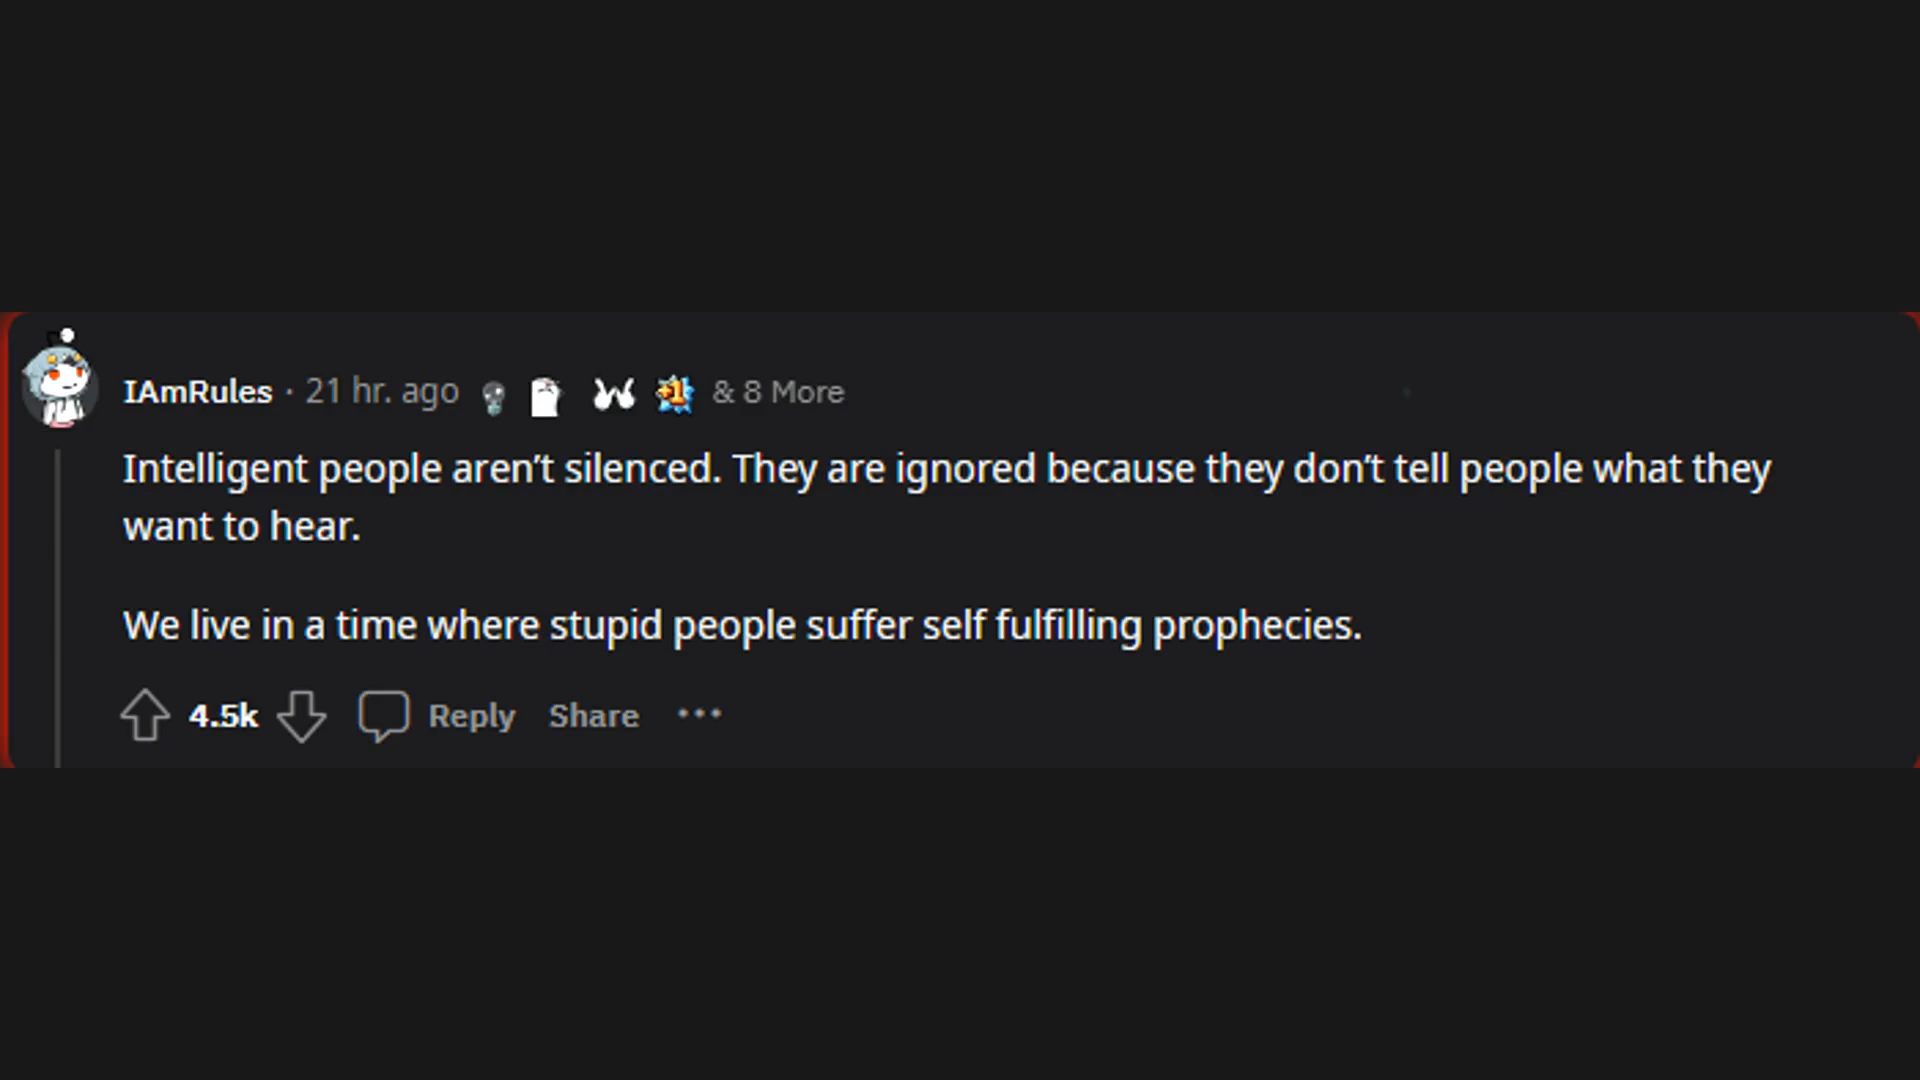 IAmRules · 21 hr. ago & 8 More
Intelligent people aren’t silenced. They are ignored because they don’t tell people what they
want to hear.
We live in a time where stupid people suffer self fulfilling prophecies.
4.5k Reply Share ···